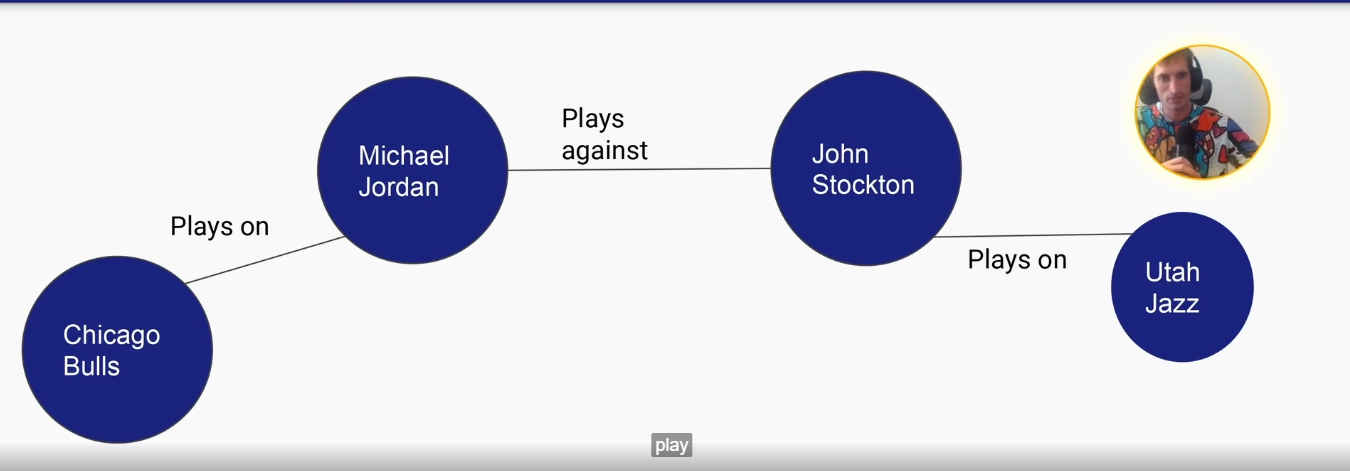 Plays
against
Michael
Jordan
John
Stockton
Plays on
Plays on
Utah
Jazz
Chicago
Bulls
play